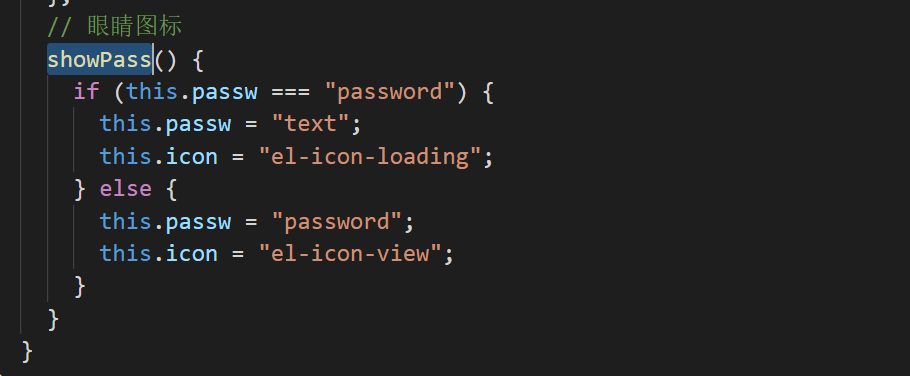 },
// 眼睛图标
showPass() {
if (this.passw === "password") {
this.passw = "text";
this.icon = "el-icon-loading";
} else {
this.passw = "password";
this.icon = "el-icon-view";
}
}
}